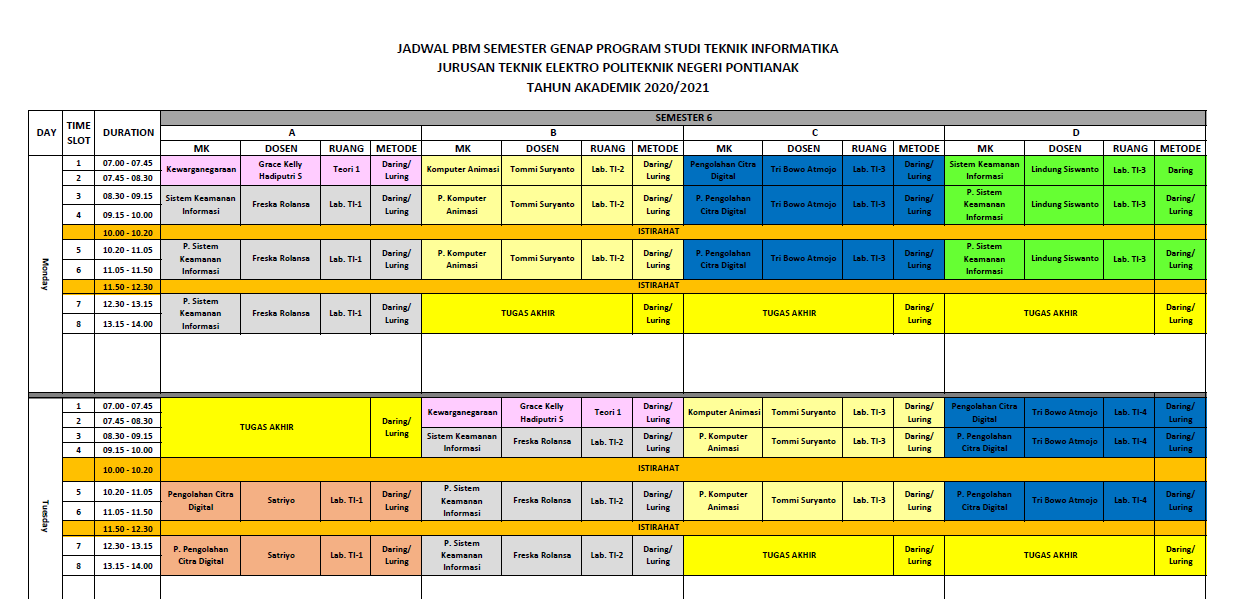 JADWAL PBM SEMESTER GENAP PROGRAM STUDI TEKNIK INFORMATIKA
JURUSAN TEKNIK ELEKTRO POLITEKNIK NEGERI PONTIANAK
TAHUN AKADEMIK 2020/2021
DAY TIME SLOT DURATION SEMESTER 6
A B C D
MK DOSEN RUANG METODE MK DOSEN RUANG METODE MK DOSEN RUANG METODE MK DOSEN RUANG METODE
Monday
1 07.00 - 07.45
2 07.45 - 08.30
Kewarganegaraan Grace Kelly Hadiputri S Teori 1 Daring/ Luring Komputer Animasi Tommi Suryanto Lab. TI-2 Daring/ Luring Pengolahan Citra Digital Tri Bowo Atmojo Lab. TI-3 Daring/ Luring Sistem Keamanan Informasi Lindung Siswanto Lab. TI-3 Daring
3 08.30 - 09.15
4 09.15 - 10.00
Sistem Keamanan Informasi Freska Rolansa Lab. TI-1 Daring/ Luring P. Komputer Animasi Tommi Suryanto Lab. TI-2 Daring/ Luring P. Pengolahan Citra Digital Tri Bowo Atmojo Lab. TI-3 Daring/ Luring P. Sistem Keamanan Informasi Lindung Siswanto Lab. TI-3 Daring/ Luring
10.00 - 10.20 ISTIRAHAT
5 10.20 - 11.05
6 11.05 - 11.50
P. Sistem Keamanan Informasi Freska Rolansa Lab. TI-1 Daring/ Luring P. Komputer Animasi Tommi Suryanto Lab. TI-2 Daring/ Luring P. Pengolahan Citra Digital Tri Bowo Atmojo Lab. TI-3 Daring/ Luring P. Sistem Keamanan Informasi Lindung Siswanto Lab. TI-3 Daring/ Luring
11.50 - 12.30 ISTIRAHAT
7 12.30 - 13.15
8 13.15 - 14.00
P. Sistem Keamanan Informasi Freska Rolansa Lab. TI-1 Daring/ Luring TUGAS AKHIR Daring/ Luring TUGAS AKHIR Daring/ Luring TUGAS AKHIR Daring/ Luring
Tuesday
1 07.00 - 07.45
2 07.45 - 08.30
TUGAS AKHIR Daring/ Luring Kewarganegaraan Grace Kelly Hadiputri S Teori 1 Daring/ Luring Komputer Animasi Tommi Suryanto Lab. TI-3 Daring/ Luring Pengolahan Citra Digital Tri Bowo Atmojo Lab. TI-4 Daring/ Luring
3 08.30 - 09.15
4 09.15 - 10.00
Sistem Keamanan Informasi Freska Rolansa Lab. TI-2 Daring/ Luring P. Komputer Animasi Tommi Suryanto Lab. TI-3 Daring/ Luring P. Pengolahan Citra Digital Tri Bowo Atmojo Lab. TI-4 Daring/ Luring
10.00 - 10.20 ISTIRAHAT
5 10.20 - 11.05
6 11.05 - 11.50
Pengolahan Citra Digital Satriyo Lab. TI-1 Daring/ Luring P. Sistem Keamanan Informasi Freska Rolansa Lab. TI-2 Daring/ Luring P. Komputer Animasi Tommi Suryanto Lab. TI-3 Daring/ Luring P. Pengolahan Citra Digital Tri Bowo Atmojo Lab. TI-4 Daring/ Luring
11.50 - 12.30 ISTIRAHAT
7 12.30 - 13.15
8 13.15 - 14.00
P. Pengolahan Citra Digital Satriyo Lab. TI-1 Daring/ Luring P. Sistem Keamanan Informasi Freska Rolansa Lab. TI-2 Daring/ Luring TUGAS AKHIR Daring/ Luring TUGAS AKHIR Daring/ Luring